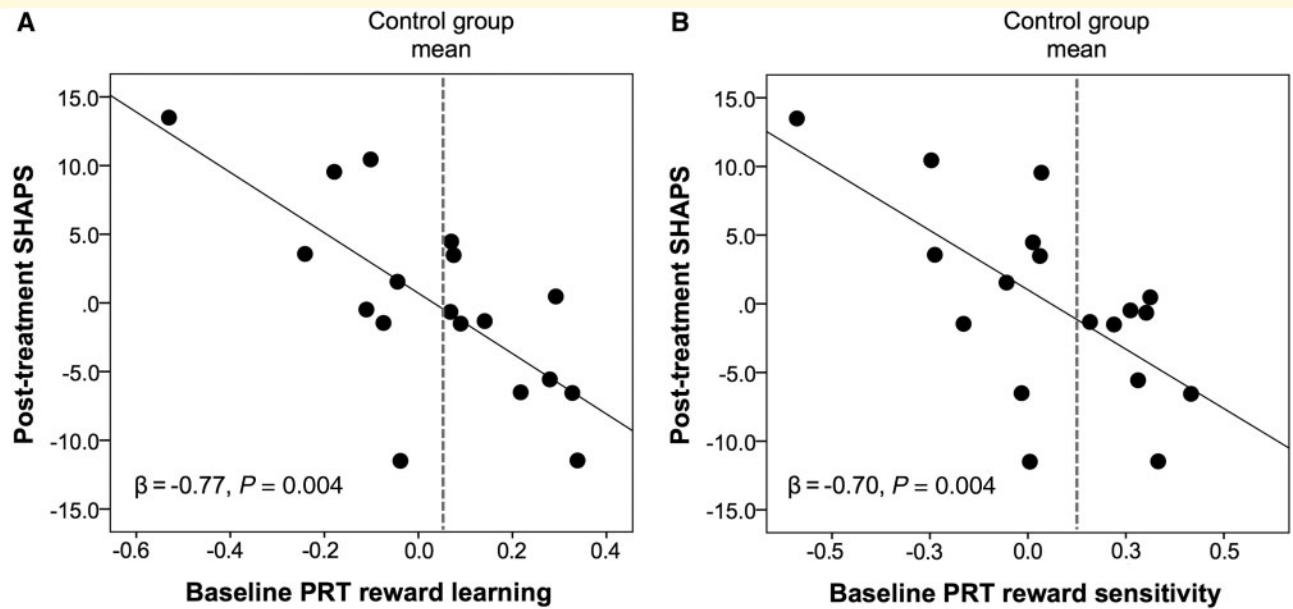 A
Control group
mean
15.0
10.0
5.0
.0
-5.0
-10.0
-15.0
Post-treatment SHAPS
β = -0.77, P = 0.004
-0.6 -0.4 -0.2 0.0 0.2 0.4
Baseline PRT reward learning
B
Control group
mean
15.0
10.0
5.0
.0
-5.0
-10.0
-15.0
Post-treatment SHAPS
β = -0.70, P = 0.004
-0.5 -0.3 0.0 0.3 0.5
Baseline PRT reward sensitivity